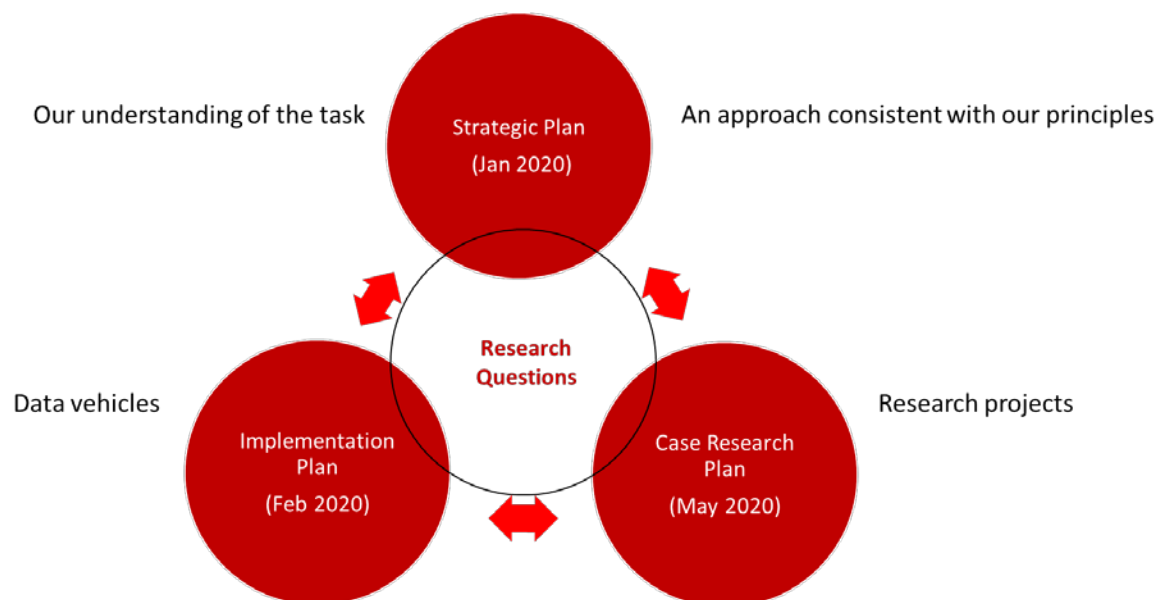 Our understanding of the task
Strategic Plan
(Jan 2020)
An approach consistent with our principles
Research
Questions
Data vehicles
Implementation
Plan
(Feb 2020)
Case Research
Plan
(May 2020)
Research projects